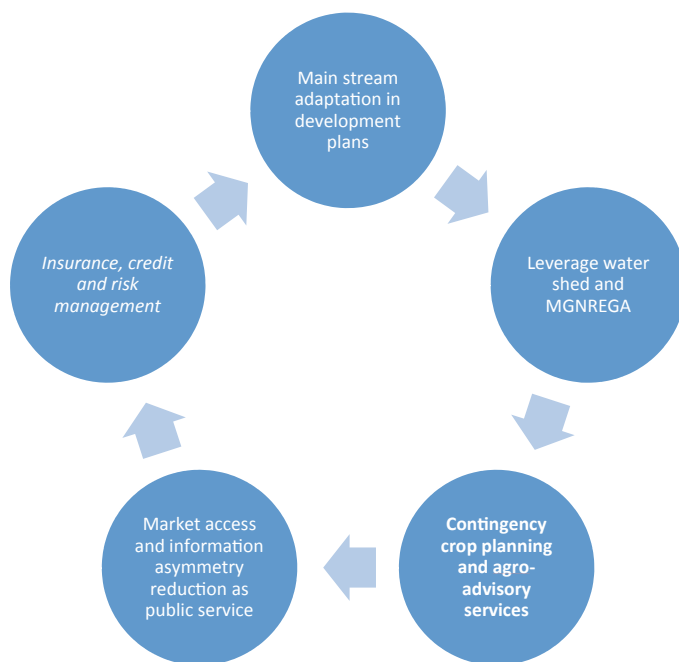 Main stream
adaptation in
development
plans
Leverage water
shed and
MGNREGA
Contingency
crop planning
and agro-
advisory
services
Market access
and information
asymmetry
reduction as
public service
Insurance, credit
and risk
management